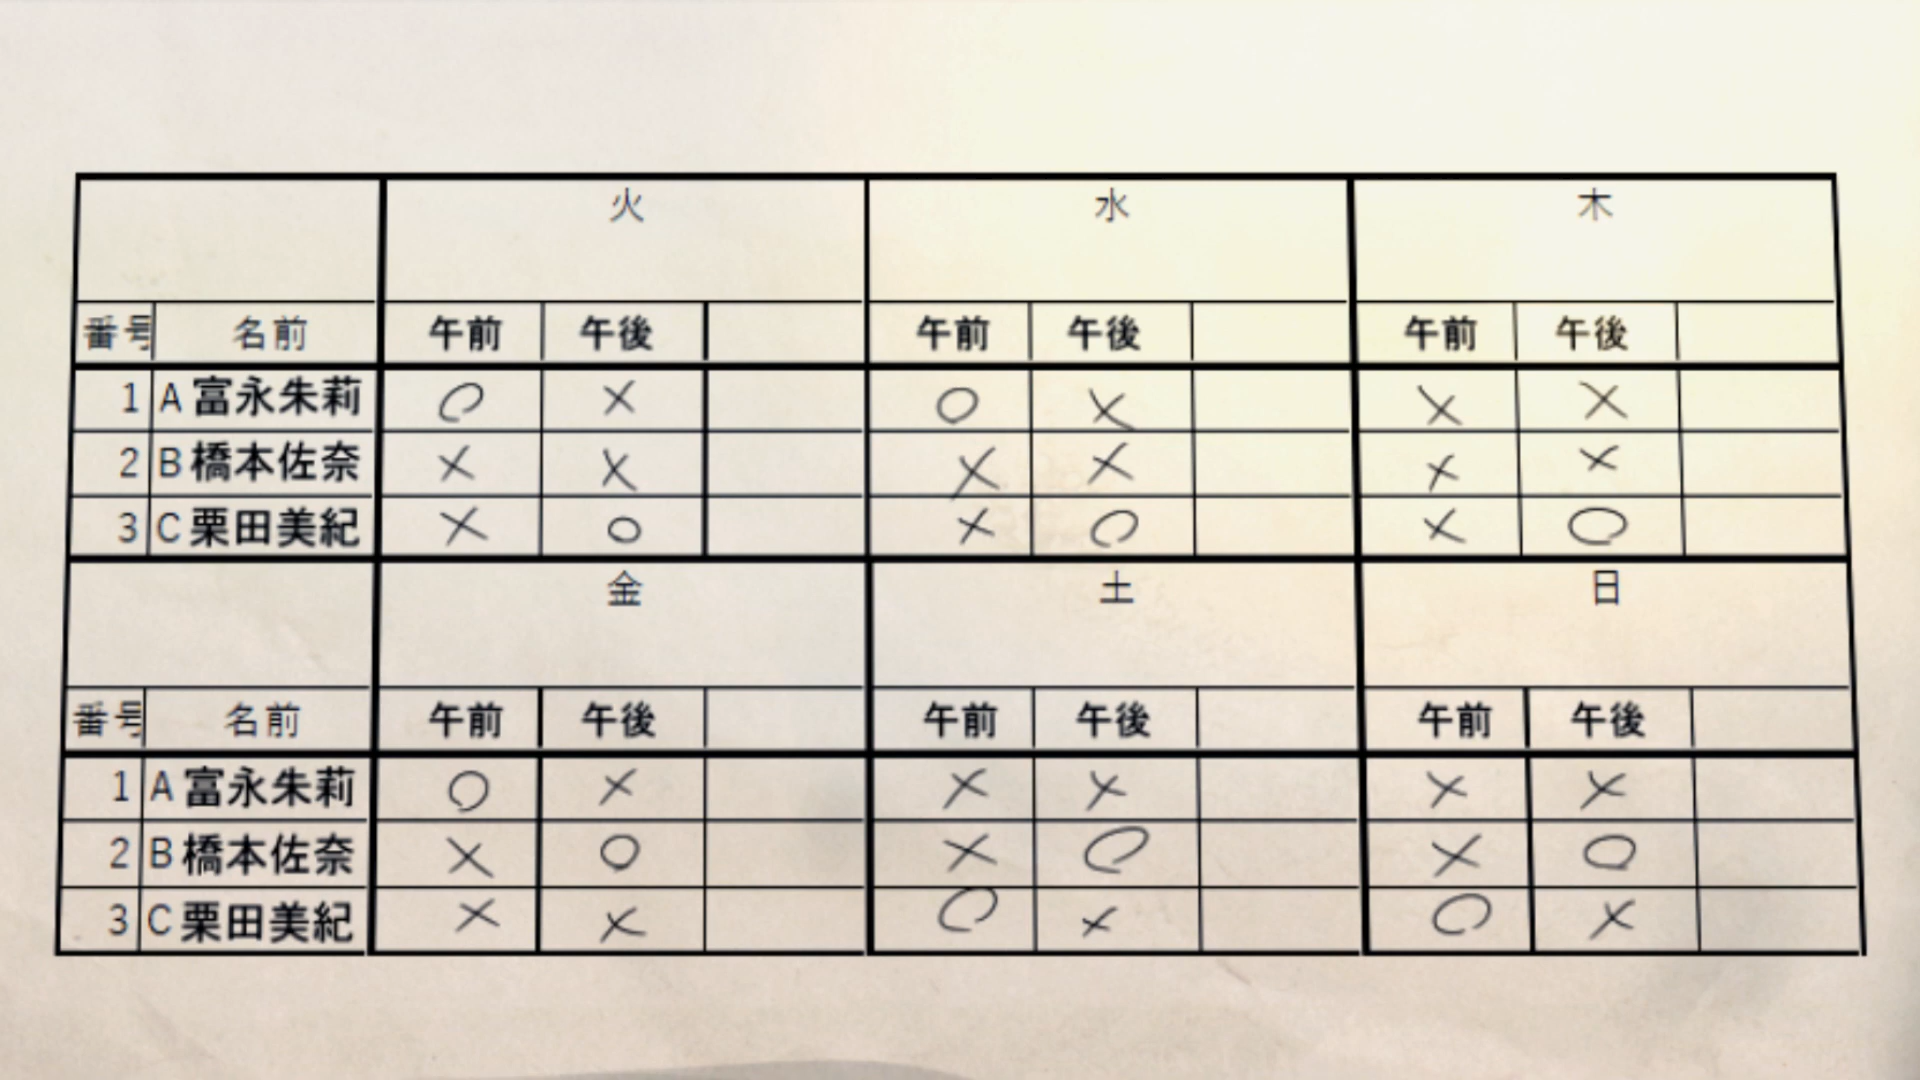 火 水 木
番号 名前 午前 午後 午前 午後 午前 午後
1 A 富永朱莉 ○ × ○ × × ×
2 B 橋本佐奈 × × × × × ×
3 C 栗田美紀 × ○ × ○ × ○
金 土 日
番号 名前 午前 午後 午前 午後 午前 午後
1 A 富永朱莉 ○ × × × × ×
2 B 橋本佐奈 × ○ × ○ × ○
3 C 栗田美紀 × × ○ × ○ ×